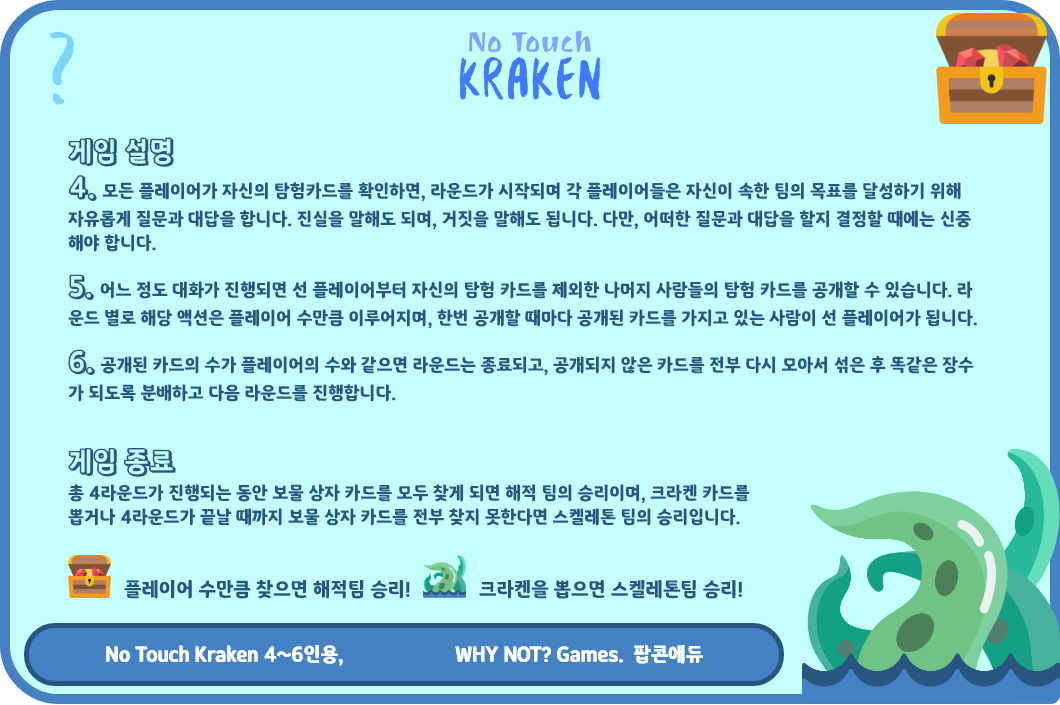 ?
No Touch
KRAKEN
게임 설명
4. 모든 플레이어가 자신의 탐험카드를 확인하면, 라운드가 시작되며 각 플레이어들은 자신이 속한 팀의 목표를 달성하기 위해
자유롭게 질문과 대답을 합니다. 진실을 말해도 되며, 거짓을 말해도 됩니다. 다만, 어떠한 질문과 대답을 할지 결정할 때에는 신중
해야 합니다.
5. 어느 정도 대화가 진행되면 선 플레이어부터 자신의 탐험 카드를 제외한 나머지 사람들의 탐험 카드를 공개할 수 있습니다. 라
운드 별로 해당 액션은 플레이어 수만큼 이루어지며, 한번 공개할 때마다 공개된 카드를 가지고 있는 사람이 선 플레이어가 됩니다.
6. 공개된 카드의 수가 플레이어의 수와 같으면 라운드는 종료되고, 공개되지 않은 카드를 전부 다시 모아서 섞은 후 똑같은 장수
가 되도록 분배하고 다음 라운드를 진행합니다.
게임 종료
총 4라운드가 진행되는 동안 보물 상자 카드를 모두 찾게 되면 해적 팀의 승리이며, 크라켄 카드를
뽑거나 4라운드가 끝날 때까지 보물 상자 카드를 전부 찾지 못한다면 스켈레톤 팀의 승리입니다.
플레이어 수만큼 찾으면 해적팀 승리! 크라켄을 뽑으면 스켈레톤팀 승리!
No Touch Kraken 4~6인용, WHY NOT? Games. 팝콘에듀